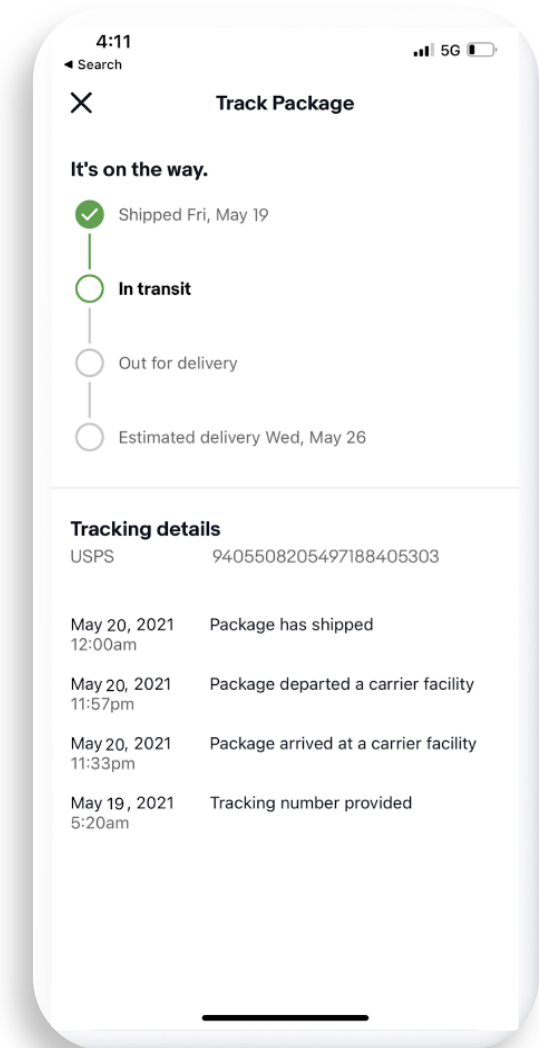 4:11
5G
◀ Search
Track Package
It's on the way.
Shipped Fri, May 19
In transit
Out for delivery
Estimated delivery Wed, May 26
Tracking details
USPS 9405508205497188405303
May 20, 2021 Package has shipped
12:00am
May 20, 2021 Package departed a carrier facility
11:57pm
May 20, 2021 Package arrived at a carrier facility
11:33pm
May 19, 2021 Tracking number provided
5:20am